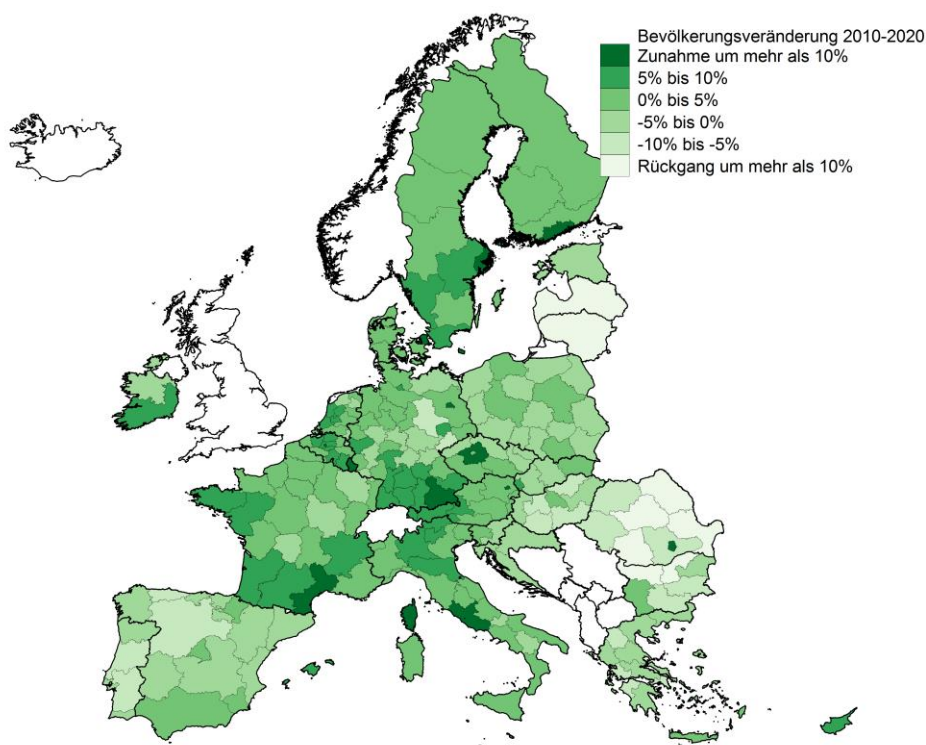 Bevölkerungsveränderung 2010-2020
Zunahme um mehr als 10%
5% bis 10%
0% bis 5%
-5% bis 0%
-10% bis -5%
Rückgang um mehr als 10%